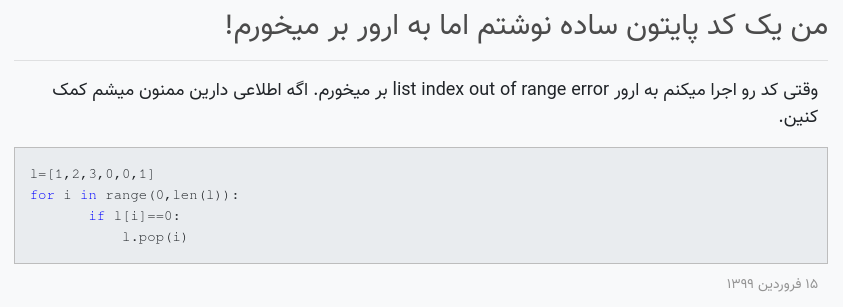 من یک کد پایتون ساده نوشتم اما به ارور بر میخورم!
وقتی کد رو اجرا میکنم به ارور list index out of range error بر میخورم. اگه اطلاعی دارین ممنون میشم کمک
کنین.
l=[1,2,3,0,0,1]
for i in range(0,len(l)):
       if l[i]==0:
           l.pop(i)
۱۵ فروردین ۱۳۹۹